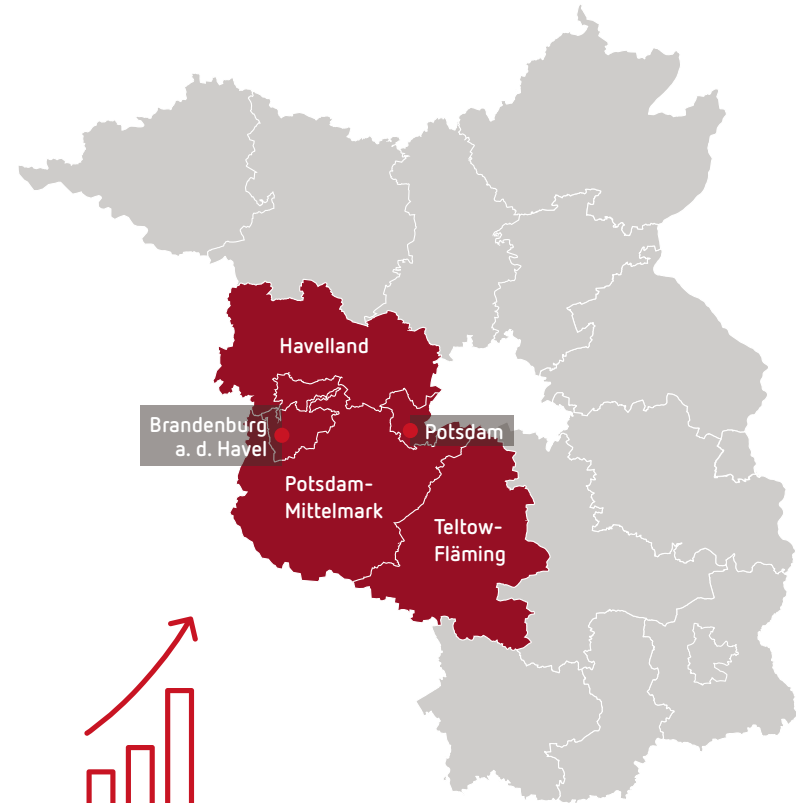 Havelland
Brandenburg
a. d. Havel
Potsdam
Potsdam-
Mittelmark
Teltow-
Fläming